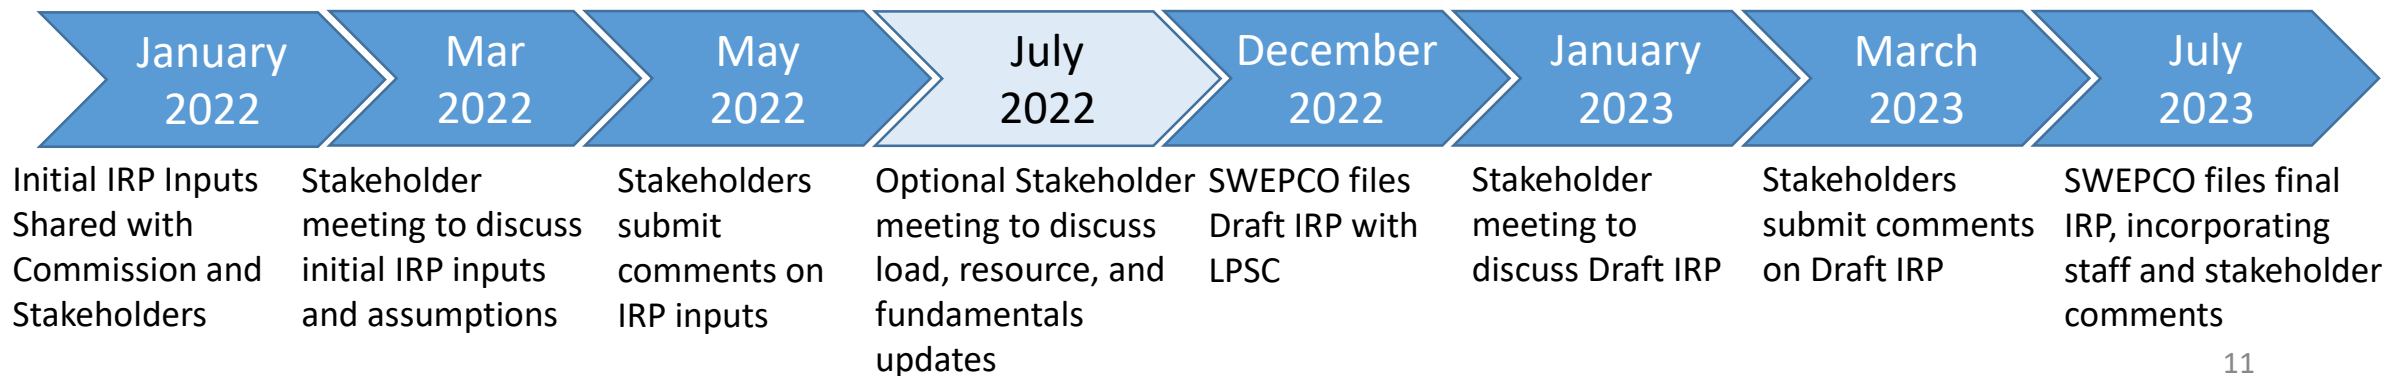 January
2022
Mar
2022
May
2022
July
2022
December
2022
January
2023
March
2023
July
2023
Initial IRP Inputs
Shared with
Commission and
Stakeholders
Stakeholder
meeting to discuss
initial IRP inputs
and assumptions
Stakeholders
submit
comments on
IRP inputs
Optional Stakeholder
meeting to discuss
load, resource, and
fundamentals
updates
SWEPCO files
Draft IRP with
LPSC
Stakeholder
meeting to
discuss Draft IRP
Stakeholders
submit comments
on Draft IRP
SWEPCO files final
IRP, incorporating
staff and stakeholder
comments
11